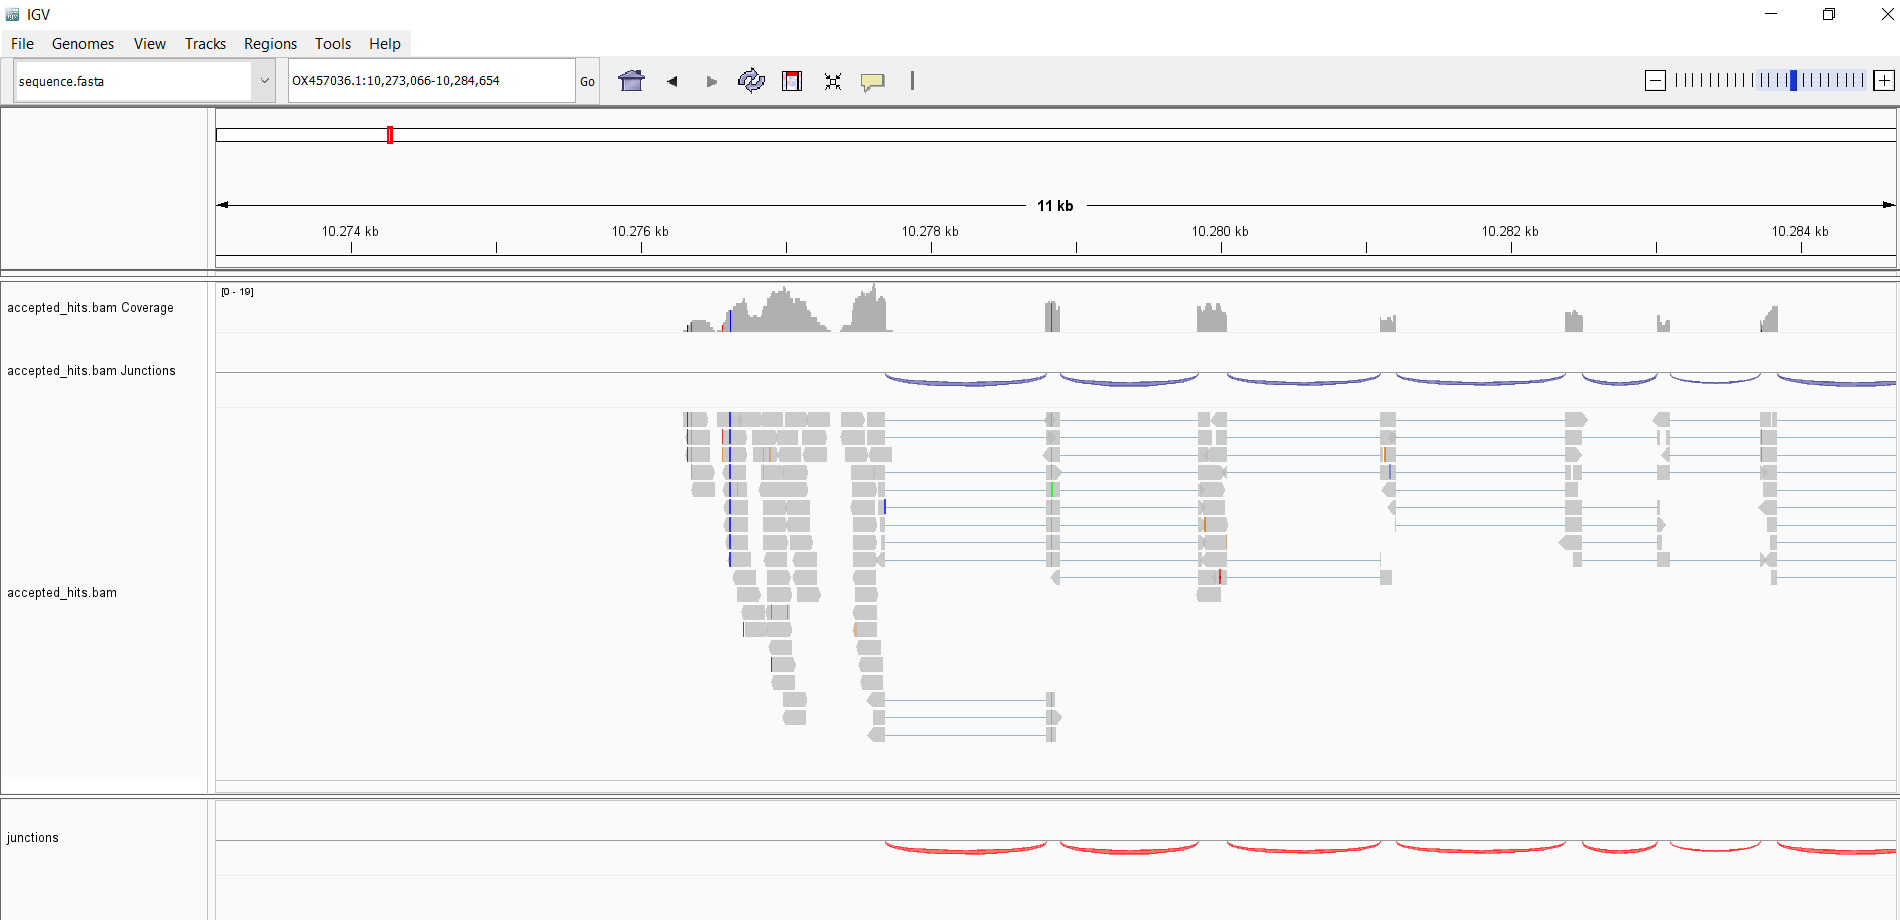 IGV
File Genomes View Tracks Regions Tools Help
sequence.fasta OX457036.1:10,273,066-10,284,654 Go
11 kb
10.274 kb 10.276 kb 10.278 kb 10.280 kb 10.282 kb 10.284 kb
[0 - 19]
accepted_hits.bam Coverage
accepted_hits.bam Junctions
accepted_hits.bam
junctions